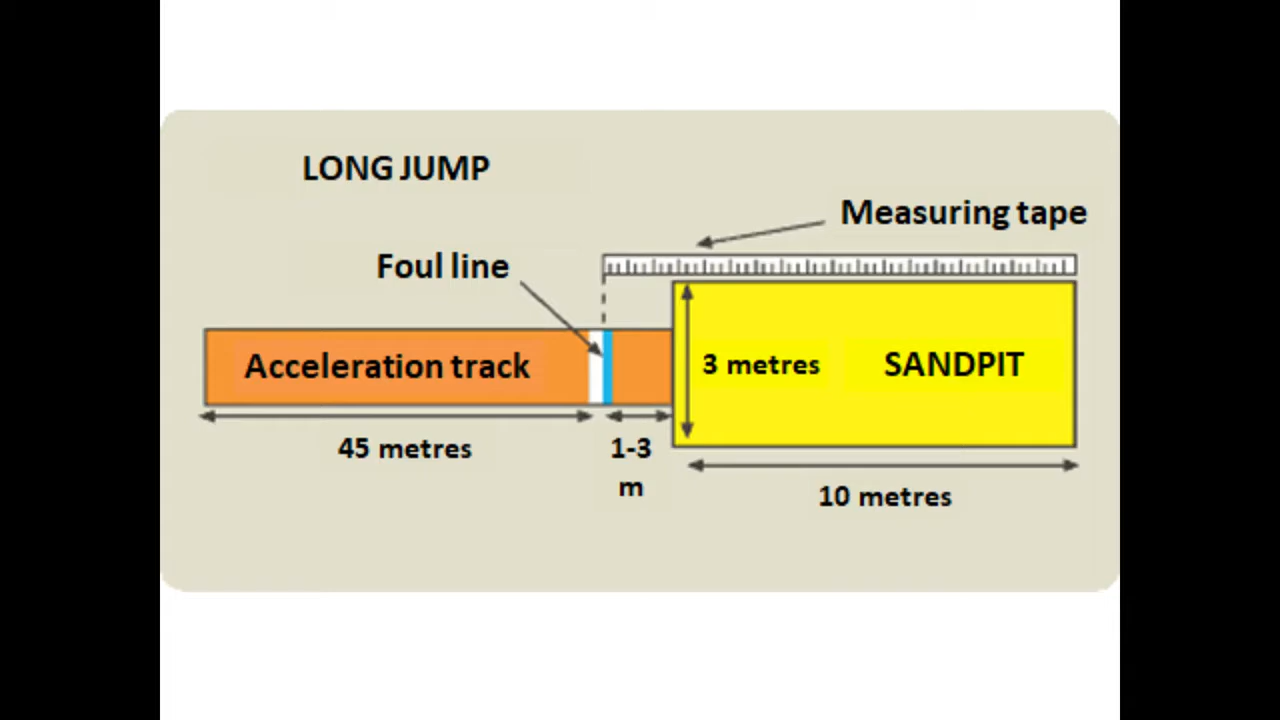 LONG JUMP
Measuring tape
Foul line
Acceleration track
3 metres
SANDPIT
45 metres
1-3
m
10 metres